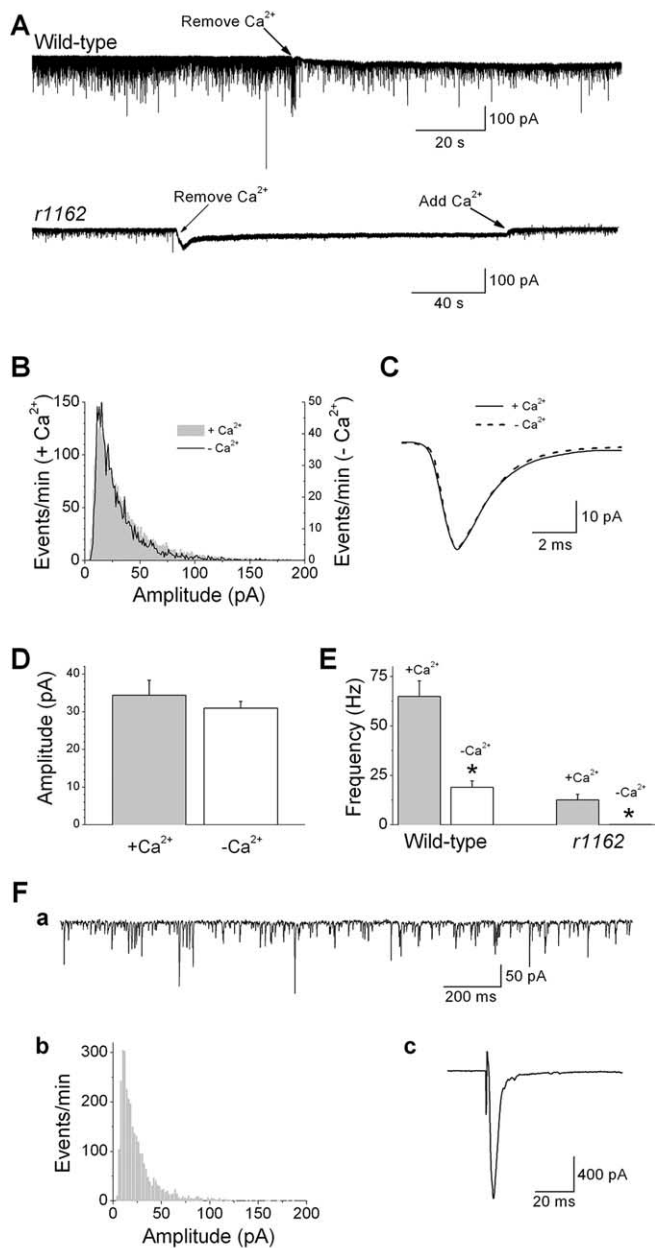 A
Wild-type
Remove Ca²⁺
100 pA
20 s
r1162
Remove Ca²⁺
Add Ca²⁺
100 pA
40 s
B
Events/min (+ Ca²⁺)
150
100
50
0
+ Ca²⁺
- Ca²⁺
50
40
30
20
10
0
Events/min (- Ca²⁺)
0 50 100 150 200
Amplitude (pA)
C
+ Ca²⁺
- Ca²⁺
10 pA
2 ms
D
Amplitude (pA)
40
30
20
10
0
+Ca²⁺ -Ca²⁺
E
Frequency (Hz)
75
50
25
0
+Ca²⁺
-Ca²⁺
*
+Ca²⁺
-Ca²⁺
*
Wild-type r1162
F
a
50 pA
200 ms
b
Events/min
300
200
100
0
0 50 100 150 200
Amplitude (pA)
c
400 pA
20 ms